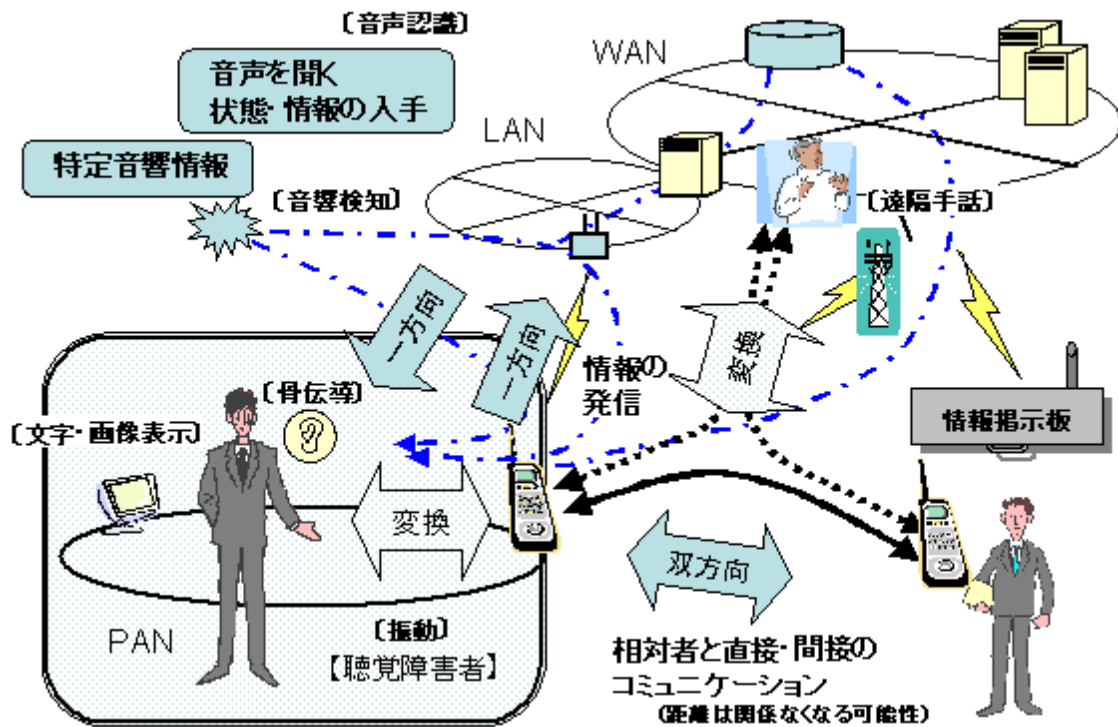 〔音声認識〕
WAN
音声を聞く
状態・情報の入手
LAN
特定音響情報
〔音響検知〕
〔遠隔手話〕
一方向
一方向
変換
情報の
発信
〔骨伝導〕
〔文字・画像表示〕
情報掲示板
変換
双方向
PAN
〔振動〕
【聴覚障害者】
相対者と直接・間接の
コミュニケーション
(距離は関係なくなる可能性)